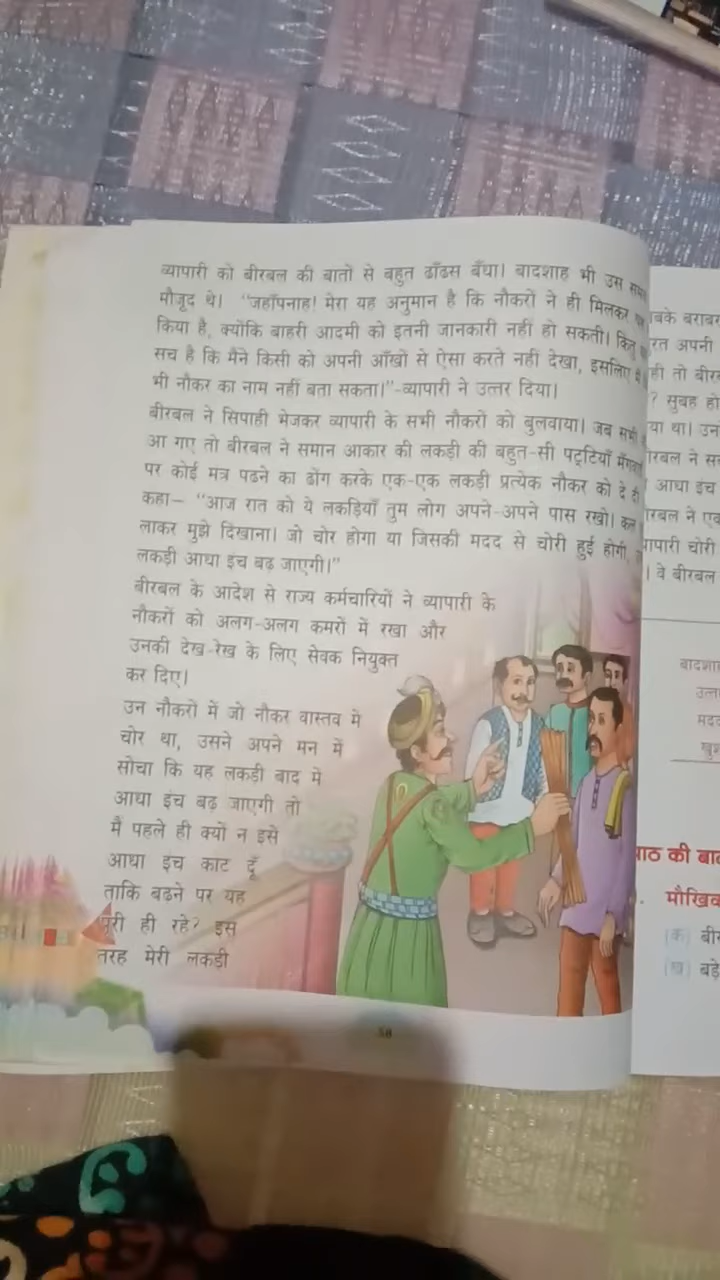 व्यापारी को बीरबल की बातों से बहुत ढाँढस बँधा। बादशाह भी उस
मौजूद थे। "जहाँपनाह! मेरा यह अनुमान है कि नौकरों ने ही मिलकर
किया है, क्योंकि बाहरी आदमी को इतनी जानकारी नहीं हो सकती। किंतु
सच है कि मैंने किसी को अपनी आँखों से ऐसा करते नहीं देखा, इसलिए
भी नौकर का नाम नहीं बता सकता।"-व्यापारी ने उत्तर दिया।
बीरबल ने सिपाही भेजकर व्यापारी के सभी नौकरों को बुलवाया। जब सभी
आ गए तो बीरबल ने समान आकार की लकड़ी की बहुत-सी पट्टियाँ
पर कोई मंत्र पढ़ने का ढोंग करके एक-एक लकड़ी प्रत्येक नौकर को दे दी
कहा— "आज रात को ये लकड़ियाँ तुम लोग अपने-अपने पास रखो। कल
लाकर मुझे दिखाना। जो चोर होगा या जिसकी मदद से चोरी हुई होगी,
लकड़ी आधा इंच बढ़ जाएगी।"
बीरबल के आदेश से राज्य कर्मचारियों ने व्यापारी के
नौकरों को अलग-अलग कमरों में रखा और
उनकी देख-रेख के लिए सेवक नियुक्त
कर दिए।
उन नौकरों में जो नौकर वास्तव में
चोर था, उसने अपने मन में
सोचा कि यह लकड़ी बाद में
आधा इंच बढ़ जाएगी तो
मैं पहले ही क्यों न इसे
आधा इंच काट दूँ
ताकि बढ़ने पर यह
पूरी ही रहे? इस
तरह मेरी लकड़ी
58
बके बराबर
रत अपनी
ही तो बीर
? सुबह हो
या था। उन
रबल ने स
आधा इंच
रबल ने ए
यापारी चोरी
। वे बीरबल
बादशा
उत्त
मदद
खुश
पाठ की बा
मौखिक
(क) बीर
(ख) बड़े